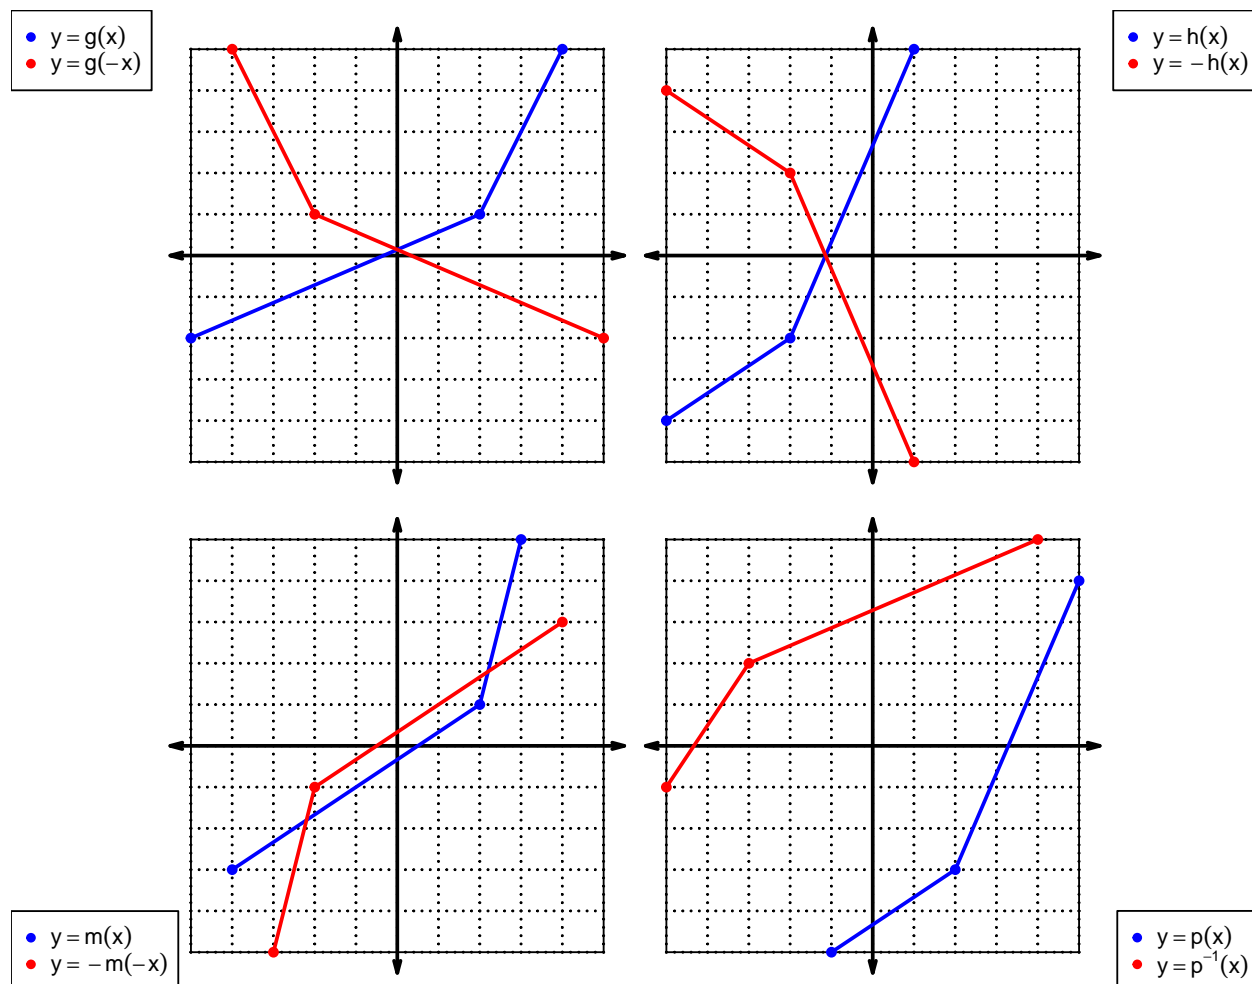 y = g(x)
y = g(−x)
y = h(x)
y = −h(x)
y = m(x)
y = −m(−x)
y = p(x)
y = p⁻¹(x)